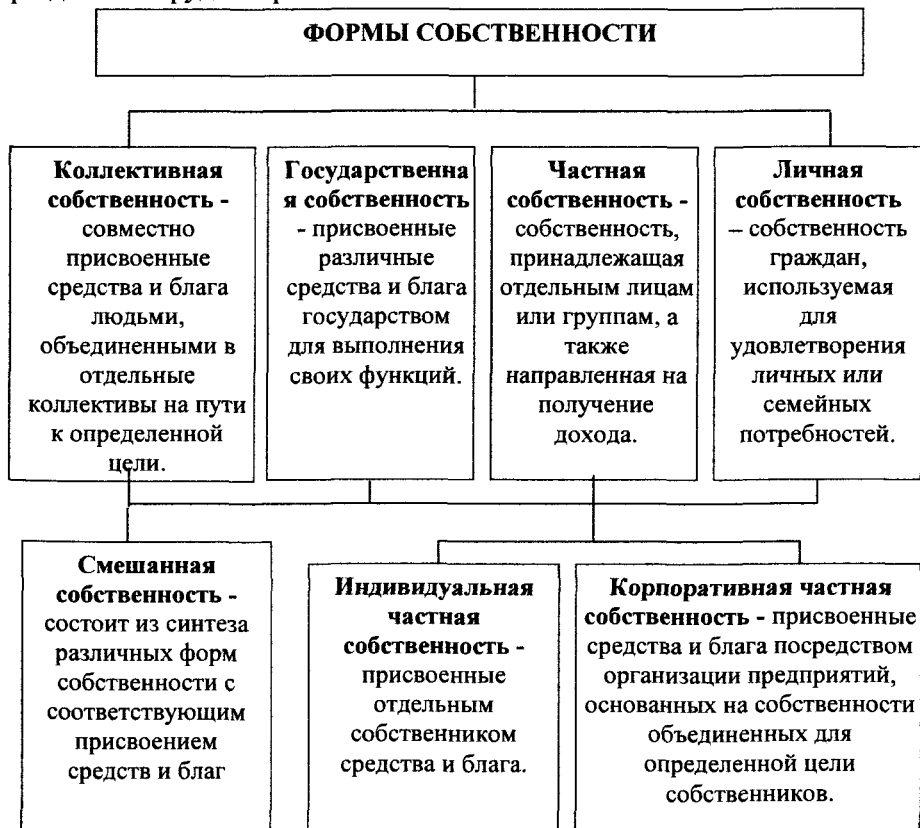 ФОРМЫ СОБСТВЕННОСТИ
Коллективная
собственность -
совместно
присвоенные
средства и блага
людьми,
объединенными в
отдельные
коллективы на пути
к определенной
цели.
Государственна
я собственность
- присвоенные
различные
средства и блага
государством
для выполнения
своих функций.
Частная
собственность -
собственность,
принадлежащая
отдельным лицам
или группам, а
также
направленная на
получение
дохода.
Личная
собственность
– собственность
граждан,
используемая
для
удовлетворения
личных или
семейных
потребностей.
Смешанная
собственность -
состоит из синтеза
различных форм
собственности с
соответствующим
присвоением
средств и благ
Индивидуальная
частная
собственность -
присвоенные
отдельным
собственником
средства и блага.
Корпоративная частная
собственность - присвоенные
средства и блага посредством
организации предприятий,
основанных на собственности
объединенных для
определенной цели
собственников.